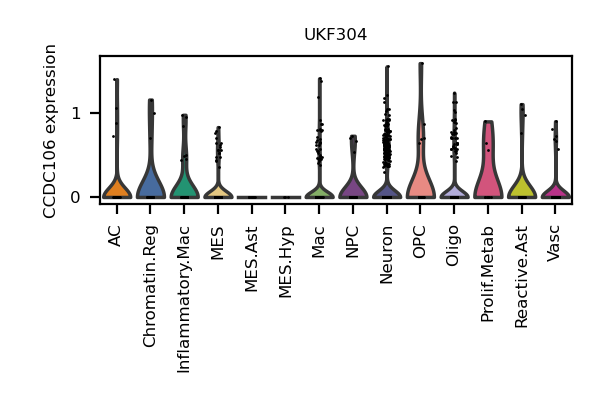 UKF304
CCDC106 expression
1
0
AC
Chromatin.Reg
Inflammatory.Mac
MES
MES.Ast
MES.Hyp
Mac
NPC
Neuron
OPC
Oligo
Prolif.Metab
Reactive.Ast
Vasc